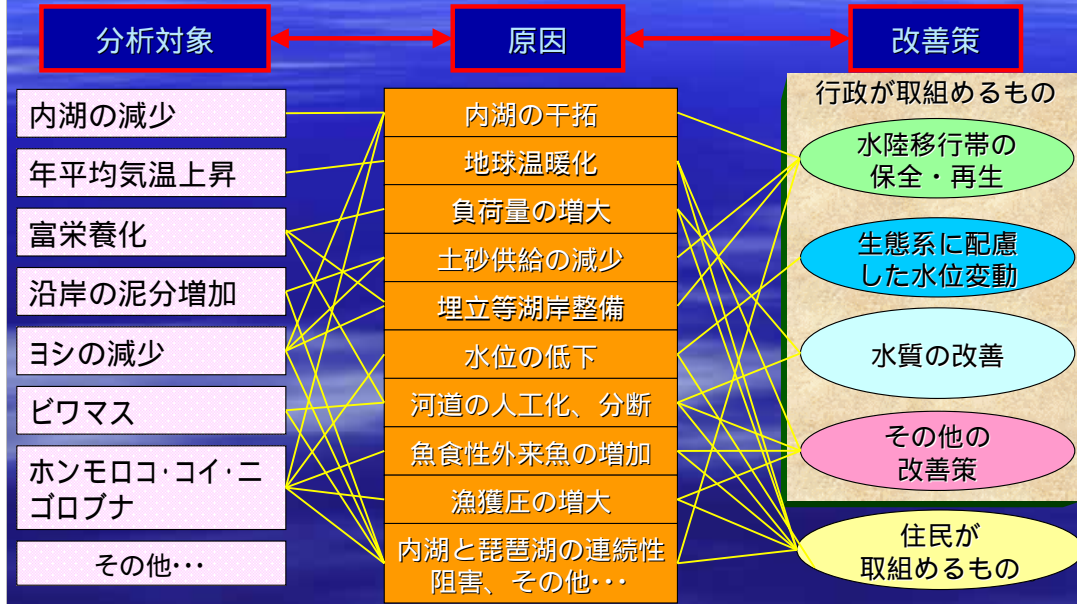 分析対象
原因
改善策
内湖の減少
年平均気温上昇
富栄養化
沿岸の泥分増加
ヨシの減少
ビワマス
ホンモロコ･コイ･ニ
ゴロブナ
その他･･･
内湖の干拓
地球温暖化
負荷量の増大
土砂供給の減少
埋立等湖岸整備
水位の低下
河道の人工化、分断
魚食性外来魚の増加
漁獲圧の増大
内湖と琵琶湖の連続性
阻害、その他･･･
行政が取組めるもの
水陸移行帯の
保全・再生
生態系に配慮
した水位変動
水質の改善
その他の
改善策
住民が
取組めるもの